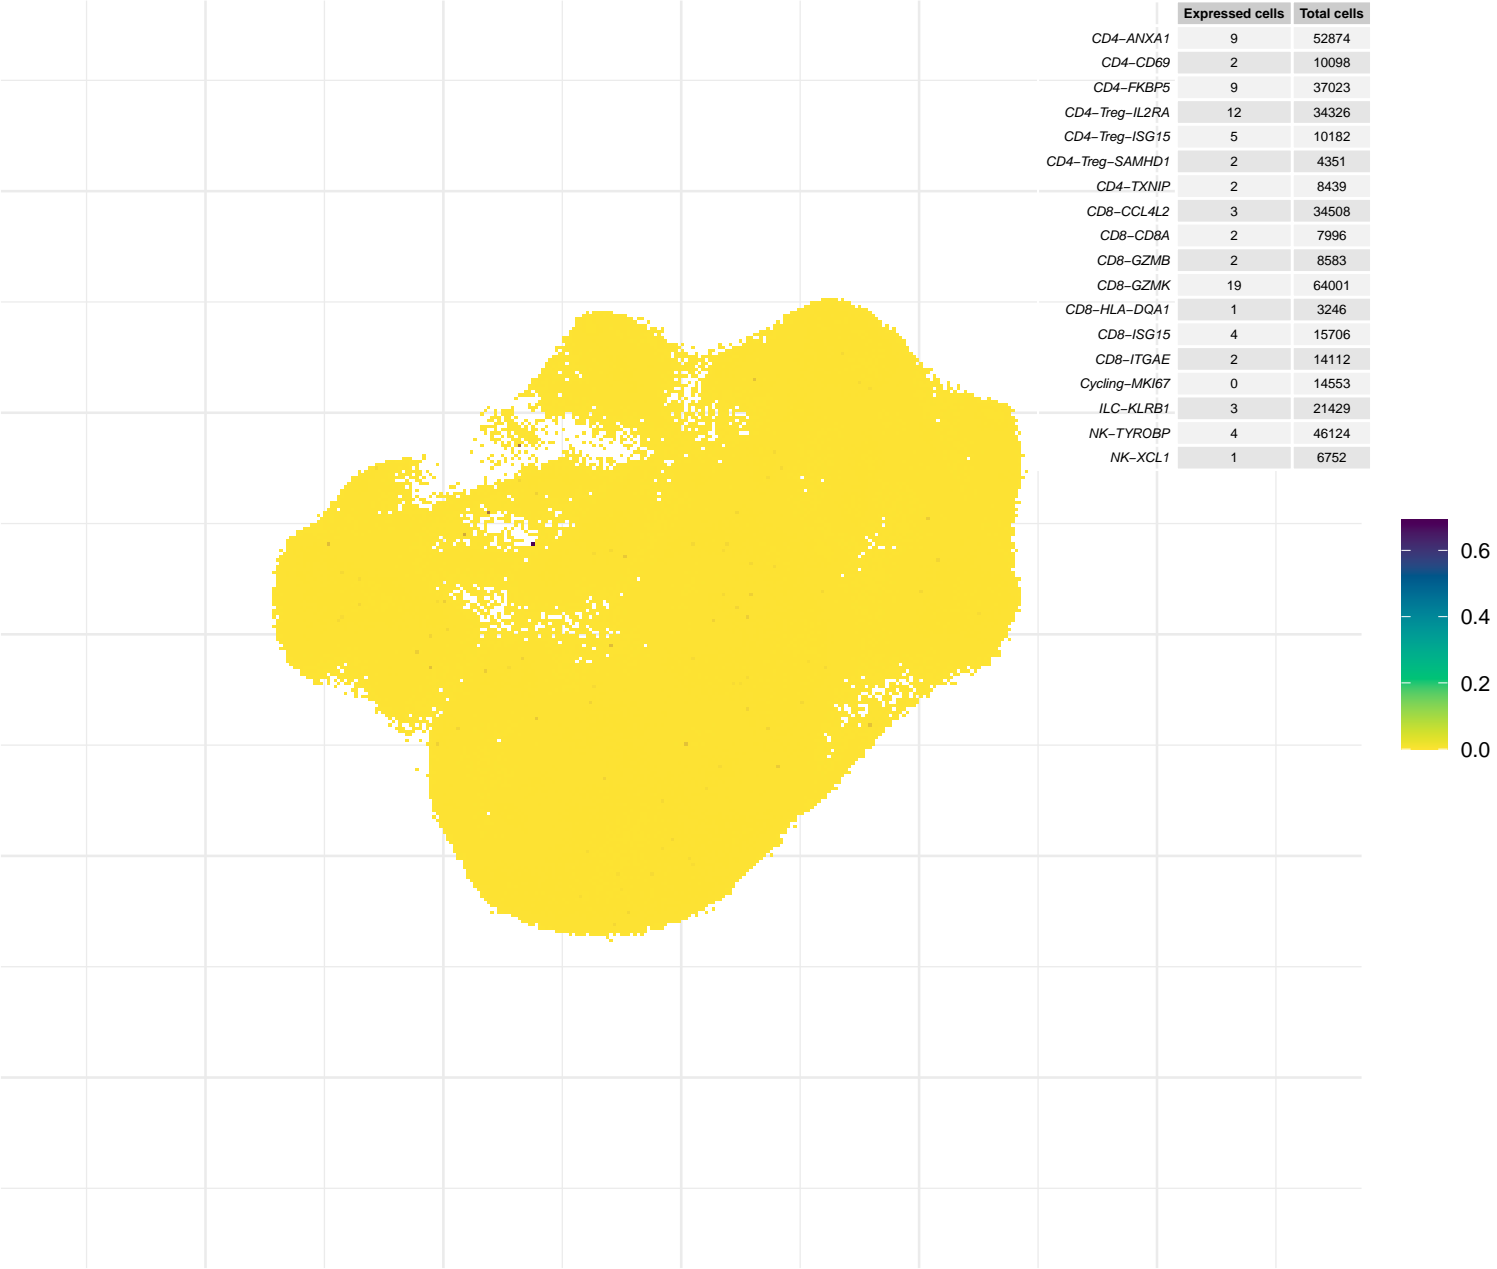 Expressed cells Total cells
CD4−ANXA1 9 52874
CD4−CD69 2 10098
CD4−FKBP5 9 37023
CD4−Treg−IL2RA 12 34326
CD4−Treg−ISG15 5 10182
CD4−Treg−SAMHD1 2 4351
CD4−TXNIP 2 8439
CD8−CCL4L2 3 34508
CD8−CD8A 2 7996
CD8−GZMB 2 8583
CD8−GZMK 19 64001
CD8−HLA−DQA1 1 3246
CD8−ISG15 4 15706
CD8−ITGAE 2 14112
Cycling−MKI67 0 14553
ILC−KLRB1 3 21429
NK−TYROBP 4 46124
NK−XCL1 1 6752
0.6
0.4
0.2
0.0